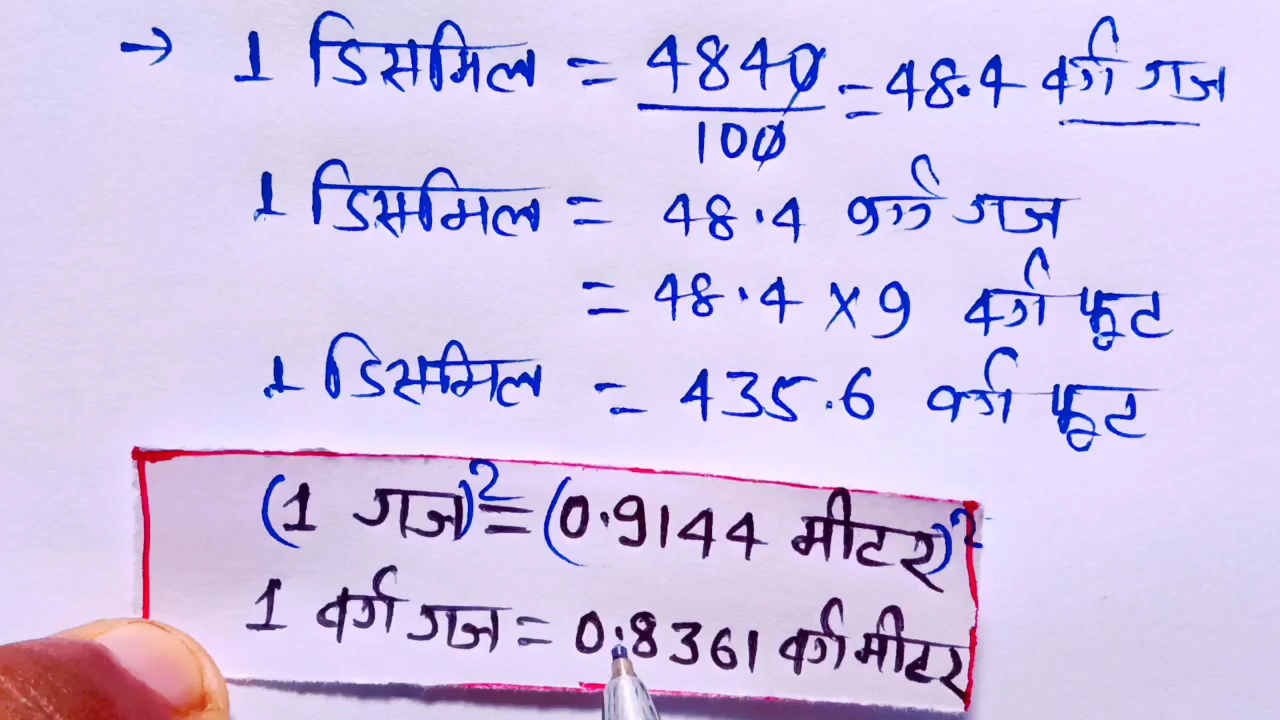 → 1 डिसमिल = 4840/100 = 48.4 वर्ग गज
1 डिसमिल = 48.4 वर्ग गज
= 48.4 × 9 वर्ग फूट
1 डिसमिल = 435.6 वर्ग फूट
(1 गज)² = (0.9144 मीटर)²
1 वर्ग गज = 0.8361 वर्ग मीटर